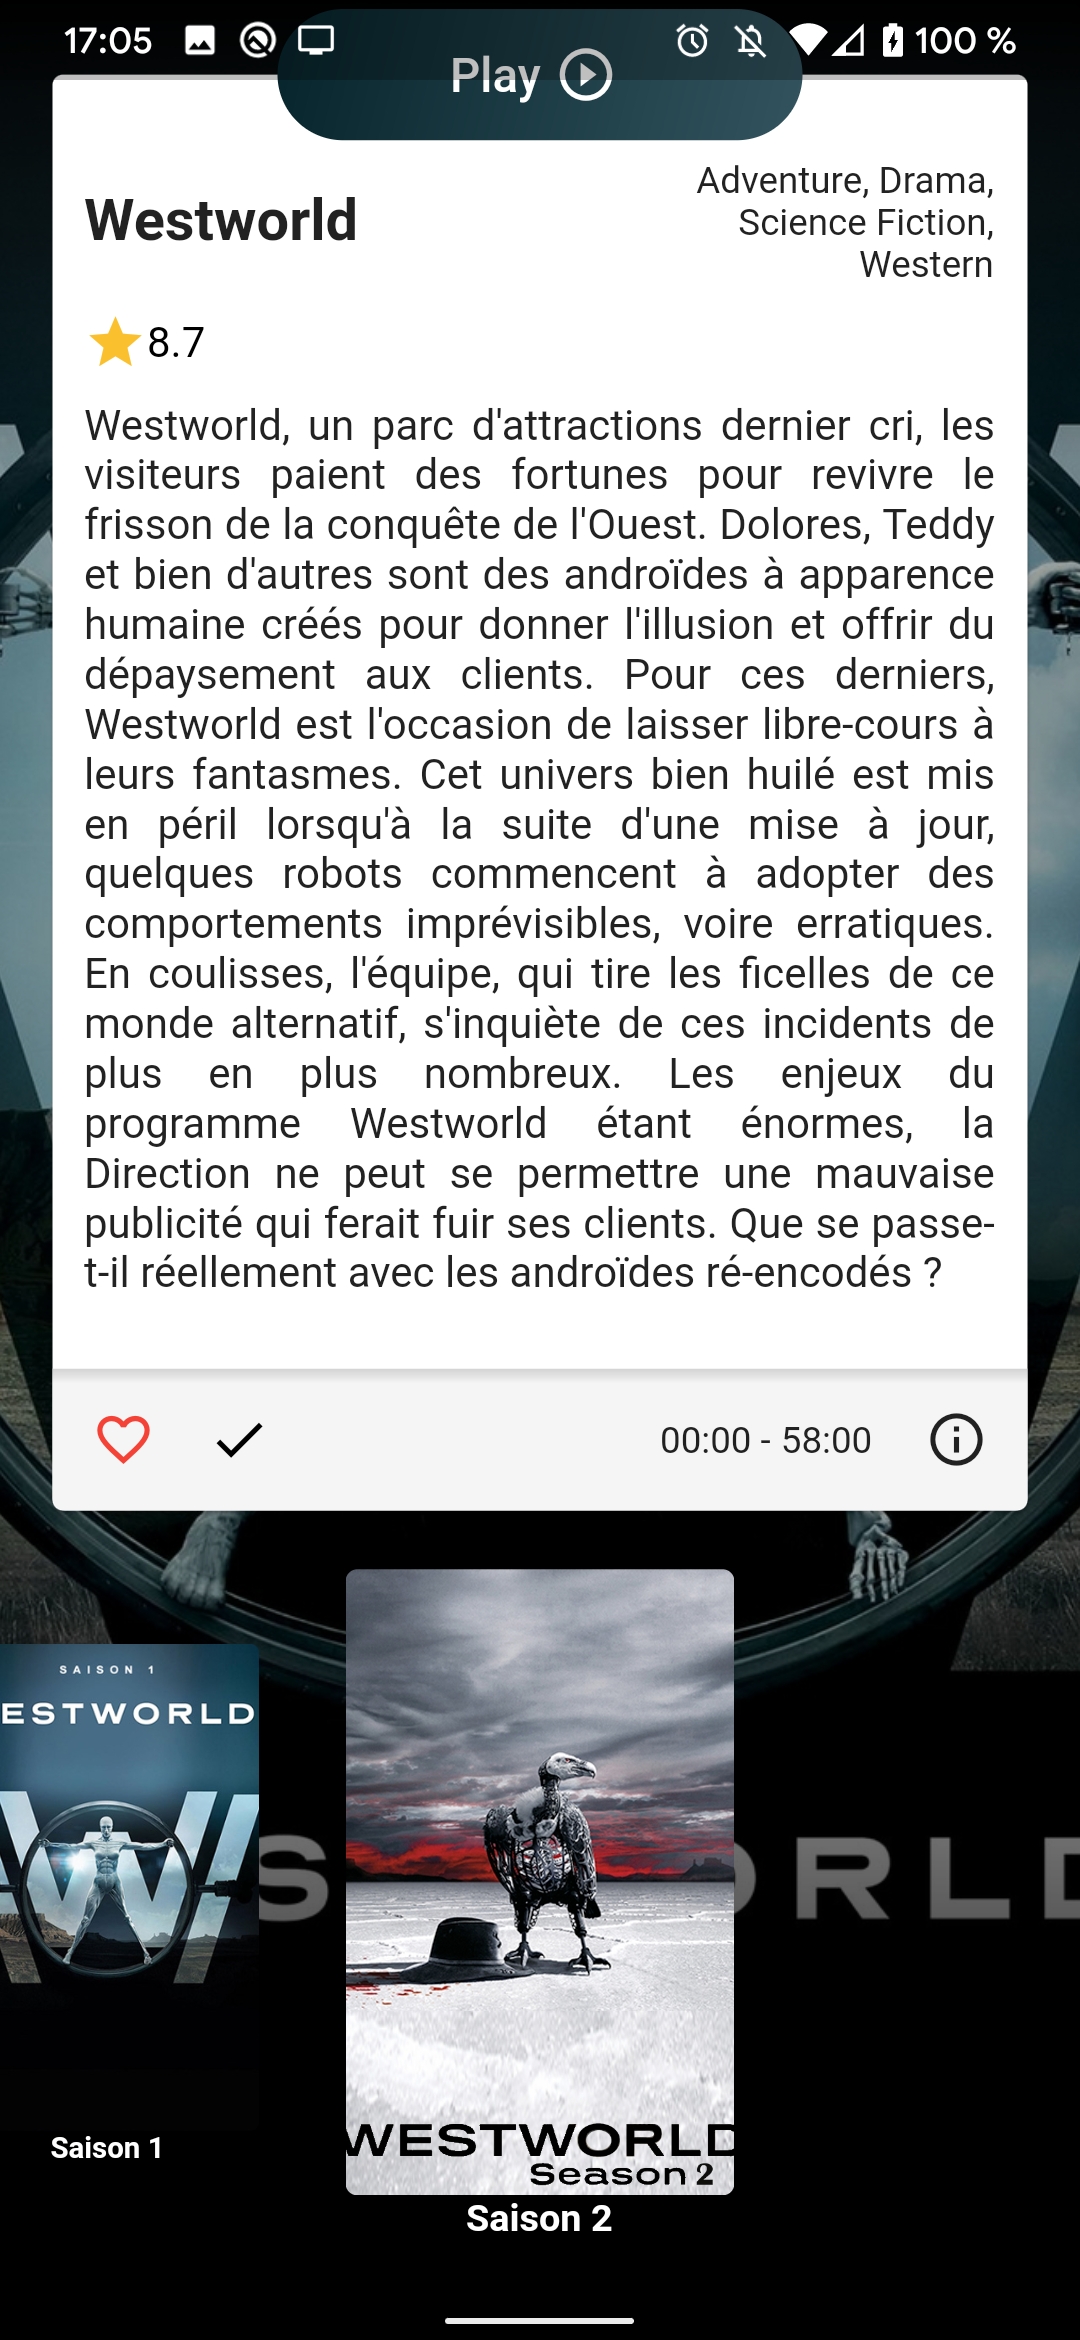 17:05
100 %
Play
Westworld
Adventure, Drama,
Science Fiction,
Western
8.7
Westworld, un parc d'attractions dernier cri, les
visiteurs paient des fortunes pour revivre le
frisson de la conquête de l'Ouest. Dolores, Teddy
et bien d'autres sont des androïdes à apparence
humaine créés pour donner l'illusion et offrir du
dépaysement aux clients. Pour ces derniers,
Westworld est l'occasion de laisser libre-cours à
leurs fantasmes. Cet univers bien huilé est mis
en péril lorsqu'à la suite d'une mise à jour,
quelques robots commencent à adopter des
comportements imprévisibles, voire erratiques.
En coulisses, l'équipe, qui tire les ficelles de ce
monde alternatif, s'inquiète de ces incidents de
plus en plus nombreux. Les enjeux du
programme Westworld étant énormes, la
Direction ne peut se permettre une mauvaise
publicité qui ferait fuir ses clients. Que se passe-
t-il réellement avec les androïdes ré-encodés ?
00:00 - 58:00
SAISON 1
ESTWORLD
S ORLD
WESTWORLD
Season 2
Saison 1
Saison 2